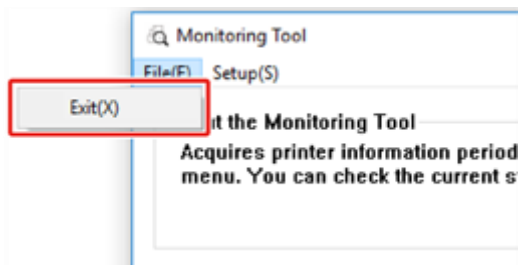 Monitoring Tool
File(F) Setup(S)
Exit(X)
t the Monitoring Tool
Acquires printer information period
menu. You can check the current s